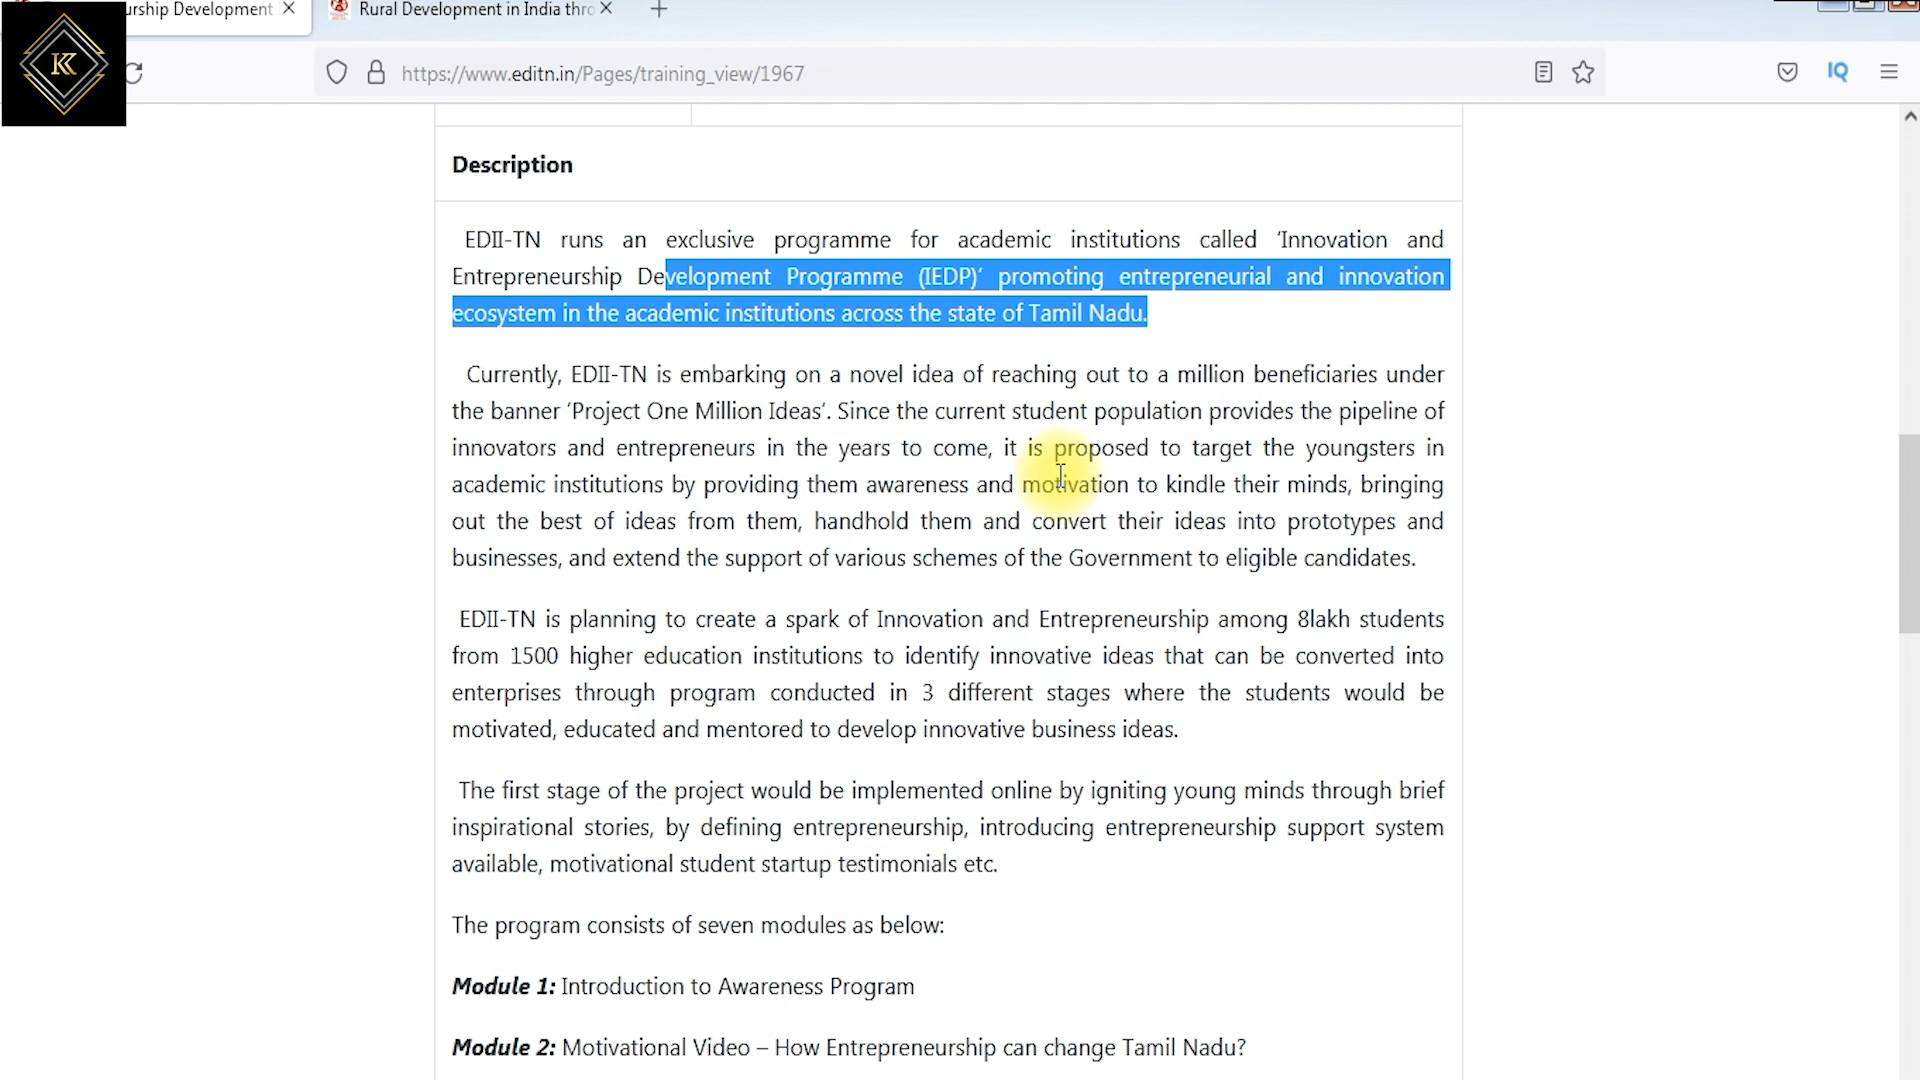 urship Development
Rural Development in India thro
KK
https://www.editn.in/Pages/training_view/1967
IQ
Description
EDII-TN runs an exclusive programme for academic institutions called ‘Innovation and
Entrepreneurship Development Programme (IEDP)’ promoting entrepreneurial and innovation
ecosystem in the academic institutions across the state of Tamil Nadu.
Currently, EDII-TN is embarking on a novel idea of reaching out to a million beneficiaries under
the banner ‘Project One Million Ideas’. Since the current student population provides the pipeline of
innovators and entrepreneurs in the years to come, it is proposed to target the youngsters in
academic institutions by providing them awareness and motivation to kindle their minds, bringing
out the best of ideas from them, handhold them and convert their ideas into prototypes and
businesses, and extend the support of various schemes of the Government to eligible candidates.
EDII-TN is planning to create a spark of Innovation and Entrepreneurship among 8lakh students
from 1500 higher education institutions to identify innovative ideas that can be converted into
enterprises through program conducted in 3 different stages where the students would be
motivated, educated and mentored to develop innovative business ideas.
The first stage of the project would be implemented online by igniting young minds through brief
inspirational stories, by defining entrepreneurship, introducing entrepreneurship support system
available, motivational student startup testimonials etc.
The program consists of seven modules as below:
Module 1: Introduction to Awareness Program
Module 2: Motivational Video – How Entrepreneurship can change Tamil Nadu?